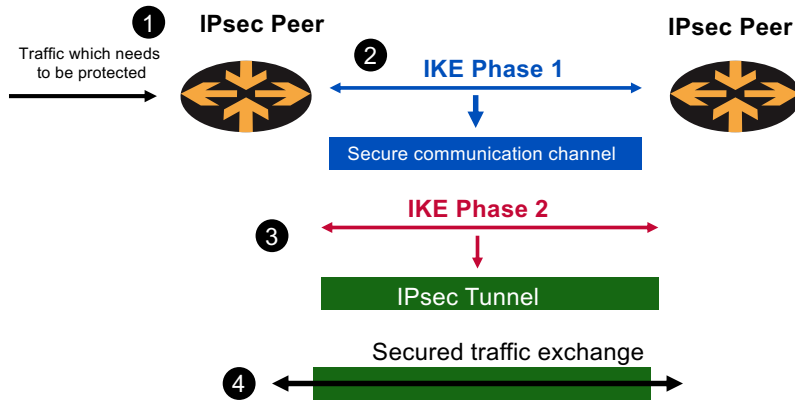 1
IPsec Peer
IPsec Peer
Traffic which needs
to be protected
2
IKE Phase 1
Secure communication channel
IKE Phase 2
3
IPsec Tunnel
Secured traffic exchange
4